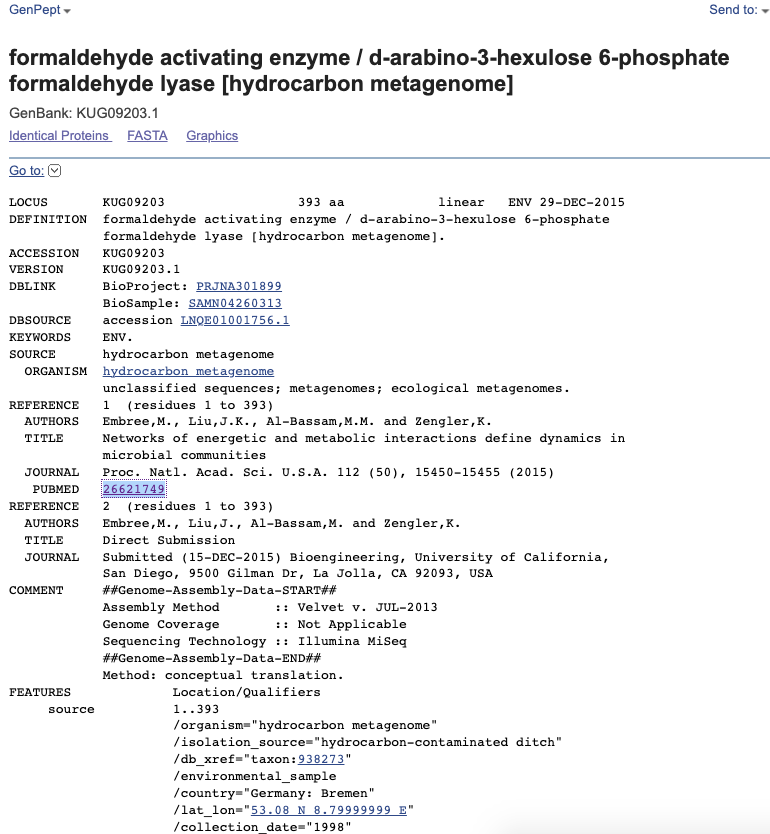 GenPept
Send to:
formaldehyde activating enzyme / d-arabino-3-hexulose 6-phosphate
formaldehyde lyase [hydrocarbon metagenome]
GenBank: KUG09203.1
Identical Proteins FASTA Graphics
Go to:
LOCUS KUG09203 393 aa linear ENV 29-DEC-2015
DEFINITION formaldehyde activating enzyme / d-arabino-3-hexulose 6-phosphate
formaldehyde lyase [hydrocarbon metagenome].
ACCESSION KUG09203
VERSION KUG09203.1
DBLINK BioProject: PRJNA301899
BioSample: SAMN04260313
DBSOURCE accession LNQE01001756.1
KEYWORDS ENV.
SOURCE hydrocarbon metagenome
ORGANISM hydrocarbon metagenome
unclassified sequences; metagenomes; ecological metagenomes.
REFERENCE 1 (residues 1 to 393)
AUTHORS Embree,M., Liu,J.K., Al-Bassam,M.M. and Zengler,K.
TITLE Networks of energetic and metabolic interactions define dynamics in
microbial communities
JOURNAL Proc. Natl. Acad. Sci. U.S.A. 112 (50), 15450-15455 (2015)
PUBMED 26621749
REFERENCE 2 (residues 1 to 393)
AUTHORS Embree,M., Liu,J., Al-Bassam,M. and Zengler,K.
TITLE Direct Submission
JOURNAL Submitted (15-DEC-2015) Bioengineering, University of California,
San Diego, 9500 Gilman Dr, La Jolla, CA 92093, USA
COMMENT ##Genome-Assembly-Data-START##
Assembly Method :: Velvet v. JUL-2013
Genome Coverage :: Not Applicable
Sequencing Technology :: Illumina MiSeq
##Genome-Assembly-Data-END##
Method: conceptual translation.
FEATURES Location/Qualifiers
source 1..393
/organism="hydrocarbon metagenome"
/isolation_source="hydrocarbon-contaminated ditch"
/db_xref="taxon:938273"
/environmental_sample
/country="Germany: Bremen"
/lat_lon="53.08 N 8.79999999 E"
/collection_date="1998"